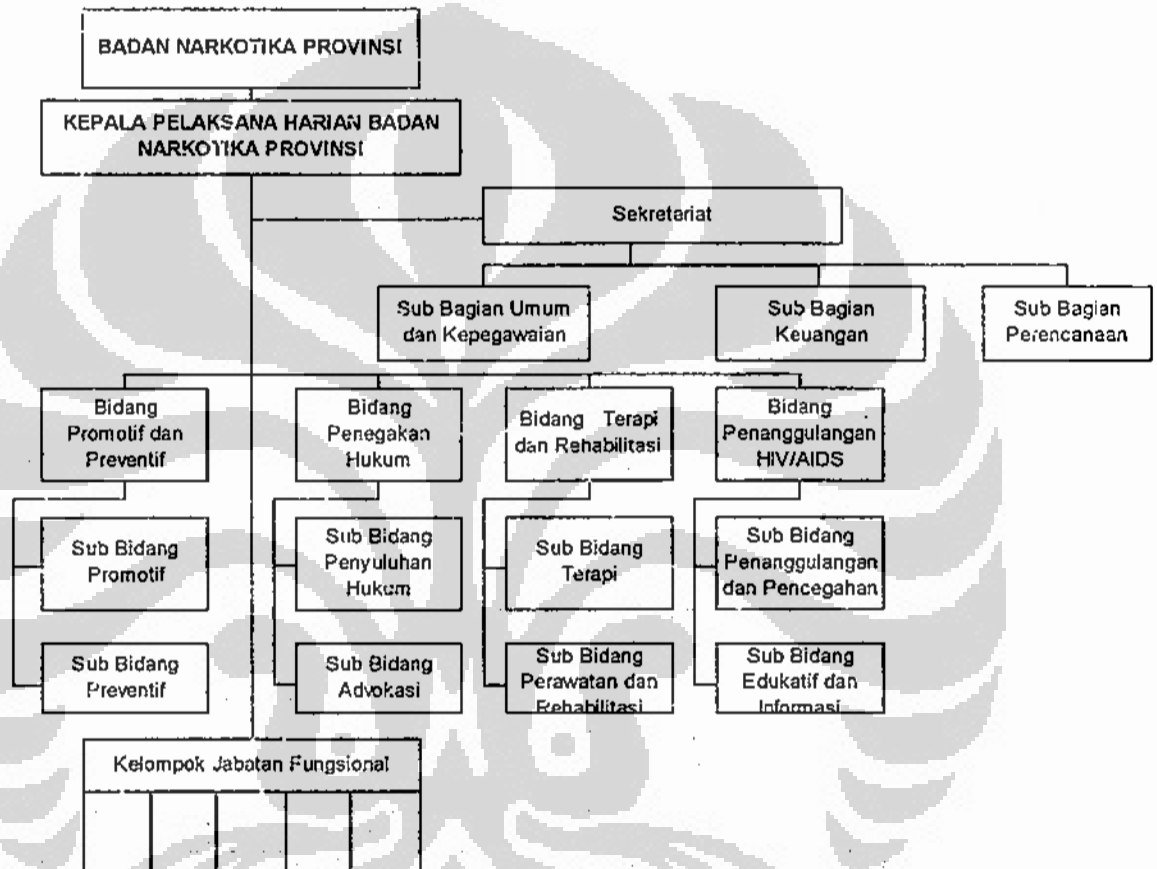 BADAN NARKOTIKA PROVINSI
KEPALA PELAKSANA HARIAN BADAN
NARKOTIKA PROVINSI
Sekretariat
Sub Bagian Umum
dan Kepegawaian
Sub Bagian
Keuangan
Sub Bagian
Perencanaan
Bidang
Promotif dan
Preventif
Bidang
Penegakan
Hukum
Bidang Terapi
dan Rehabilitasi
Bidang
Penanggulangan
HIV/AIDS
Sub Bidang
Promotif
Sub Bidang
Penyuluhan
Hukum
Sub Bidang
Terapi
Sub Bidang
Penanggulangan
dan Pencegahan
Sub Bidang
Preventif
Sub Bidang
Advokasi
Sub Bidang
Perawatan dan
Rehabilitasi
Sub Bidang
Edukatif dan
Informasi
Kelompok Jabatan Fungsional